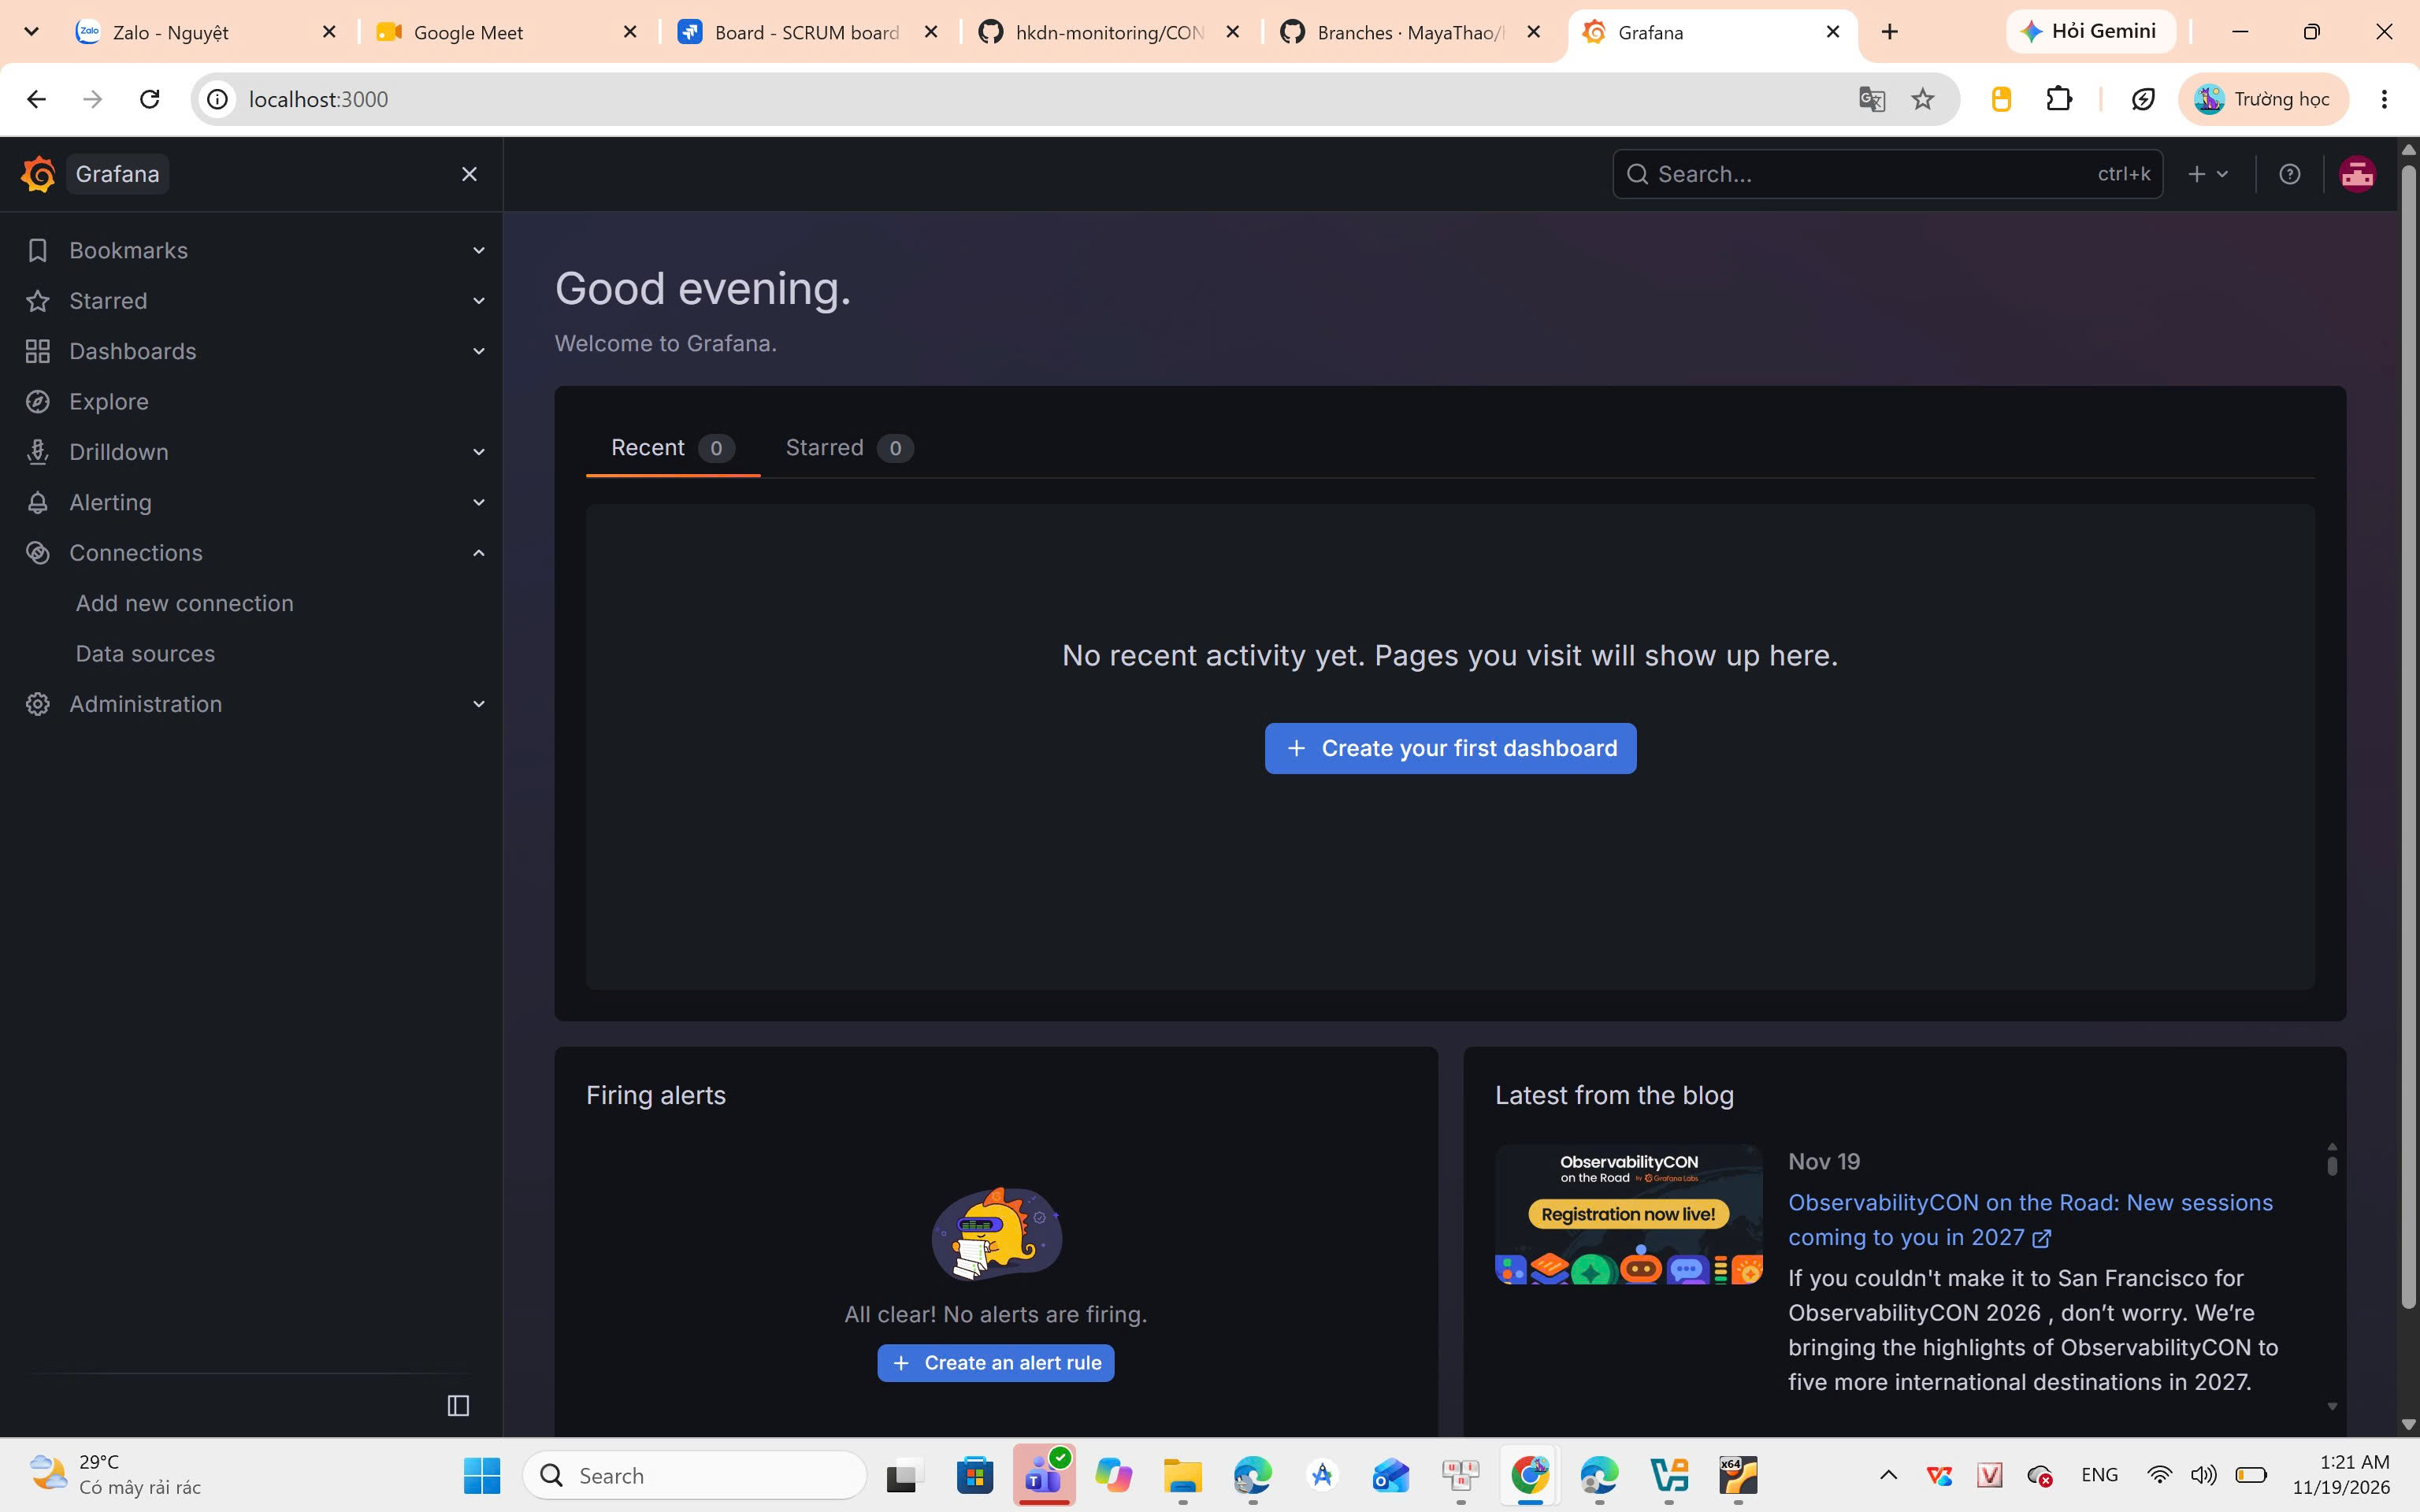 Zalo - Nguyệt
Google Meet
Board - SCRUM board
hkdn-monitoring/CON
Branches · MayaThao/
Grafana
Hỏi Gemini
localhost:3000
Trường học
Grafana
Search...
ctrl+k
Bookmarks
Starred
Dashboards
Explore
Drilldown
Alerting
Connections
Add new connection
Data sources
Administration
Good evening.
Welcome to Grafana.
Recent 0
Starred 0
No recent activity yet. Pages you visit will show up here.
Create your first dashboard
Firing alerts
All clear! No alerts are firing.
Create an alert rule
Latest from the blog
ObservabilityCON
on the Road by Grafana Labs
Registration now live!
Nov 19
ObservabilityCON on the Road: New sessions
coming to you in 2027
If you couldn't make it to San Francisco for
ObservabilityCON 2026 , don’t worry. We’re
bringing the highlights of ObservabilityCON to
five more international destinations in 2027.
29°C
Có mây rải rác
Search
x64
ENG
1:21 AM
11/19/2026